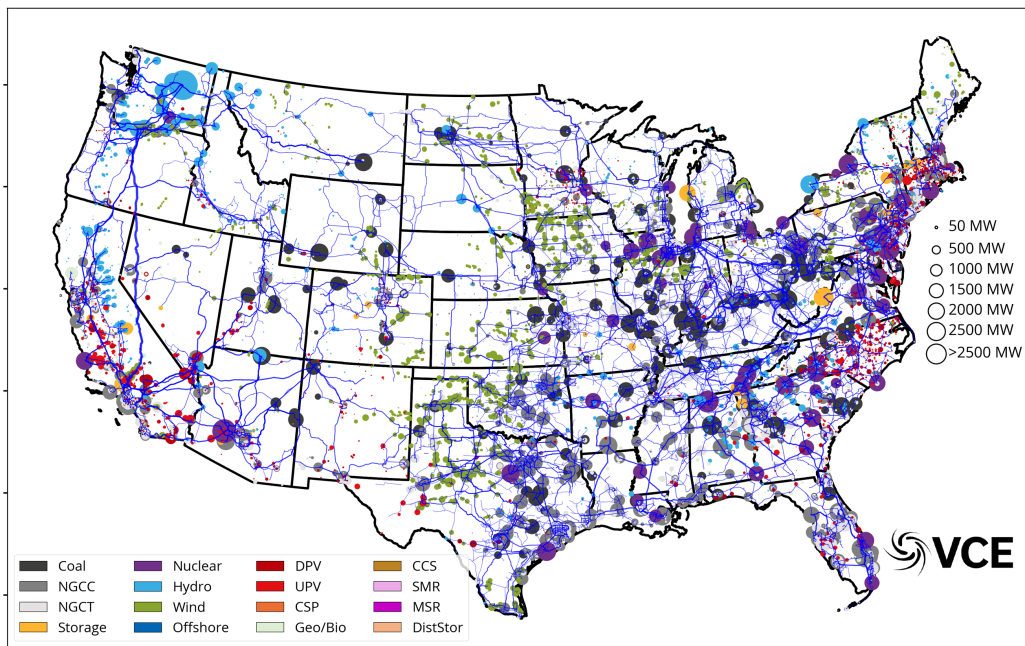 50 MW
500 MW
1000 MW
1500 MW
2000 MW
2500 MW
>2500 MW
VCE
Coal Nuclear DPV CCS
NGCC Hydro UPV SMR
NGCT Wind CSP MSR
Storage Offshore Geo/Bio DistStor